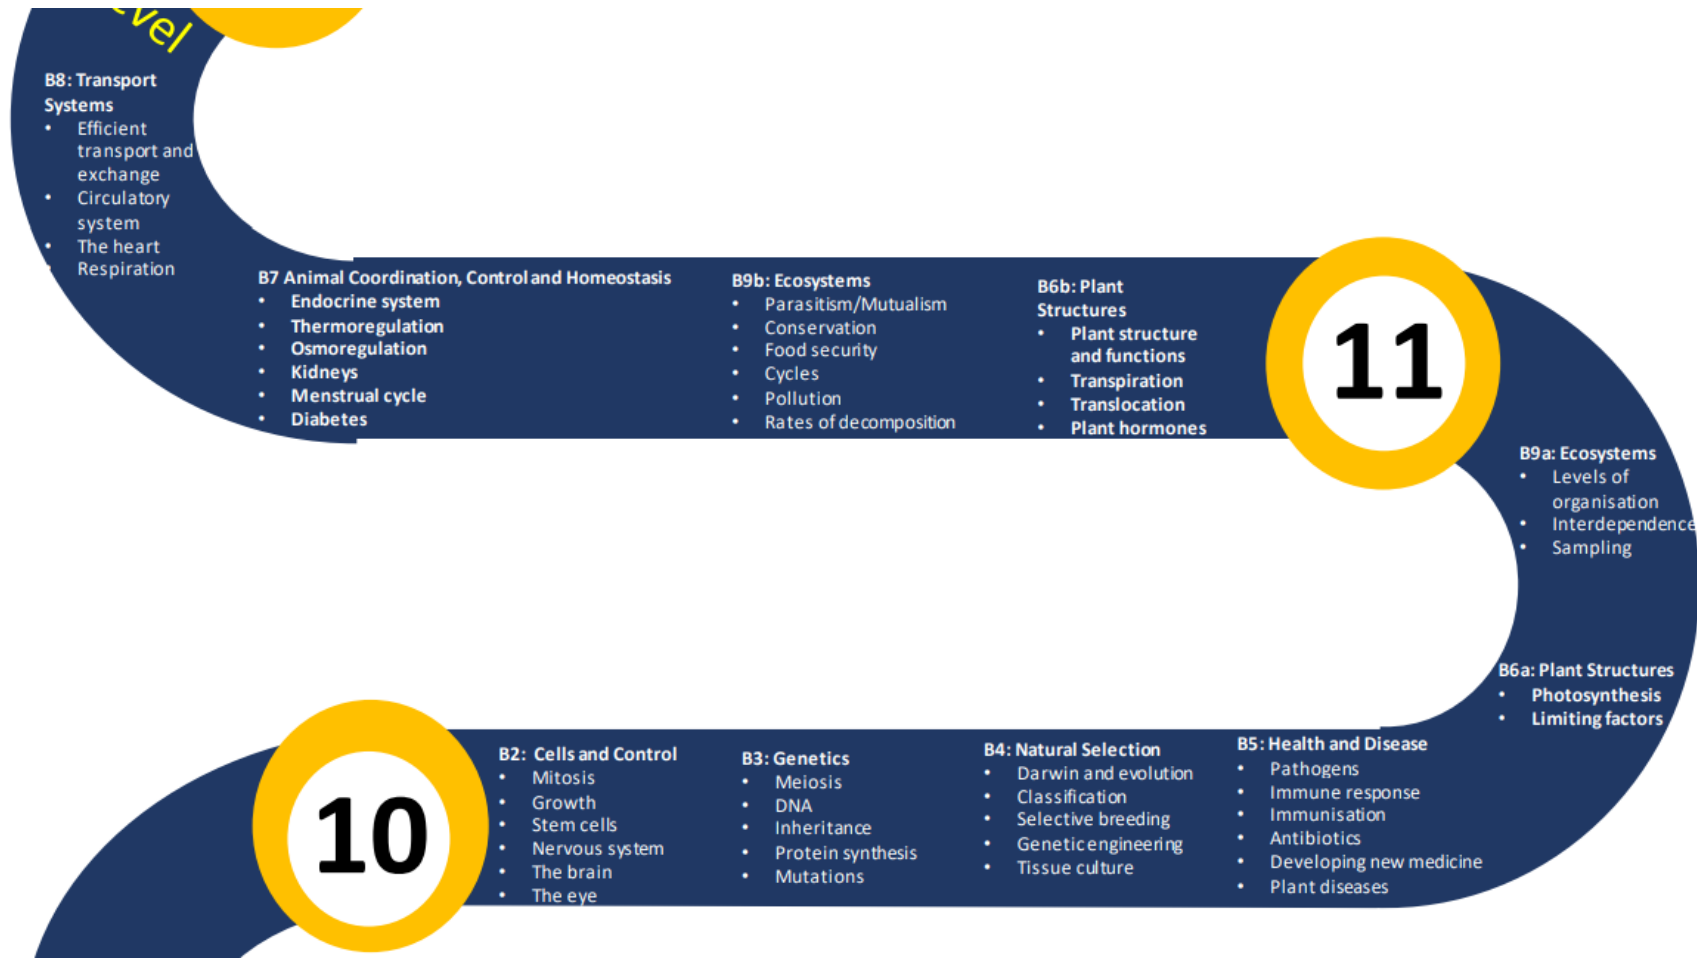 evel
B8: Transport
Systems
• Efficient
transport and
exchange
• Circulatory
system
• The heart
• Respiration
B7 Animal Coordination, Control and Homeostasis
• Endocrine system
• Thermoregulation
• Osmoregulation
• Kidneys
• Menstrual cycle
• Diabetes
B9b: Ecosystems
• Parasitism/Mutualism
• Conservation
• Food security
• Cycles
• Pollution
• Rates of decomposition
B6b: Plant
Structures
• Plant structure
and functions
• Transpiration
• Translocation
• Plant hormones
11
B9a: Ecosystems
• Levels of
organisation
• Interdependence
• Sampling
B6a: Plant Structures
• Photosynthesis
• Limiting factors
10
B2: Cells and Control
• Mitosis
• Growth
• Stem cells
• Nervous system
• The brain
• The eye
B3: Genetics
• Meiosis
• DNA
• Inheritance
• Protein synthesis
• Mutations
B4: Natural Selection
• Darwin and evolution
• Classification
• Selective breeding
• Genetic engineering
• Tissue culture
B5: Health and Disease
• Pathogens
• Immune response
• Immunisation
• Antibiotics
• Developing new medicine
• Plant diseases